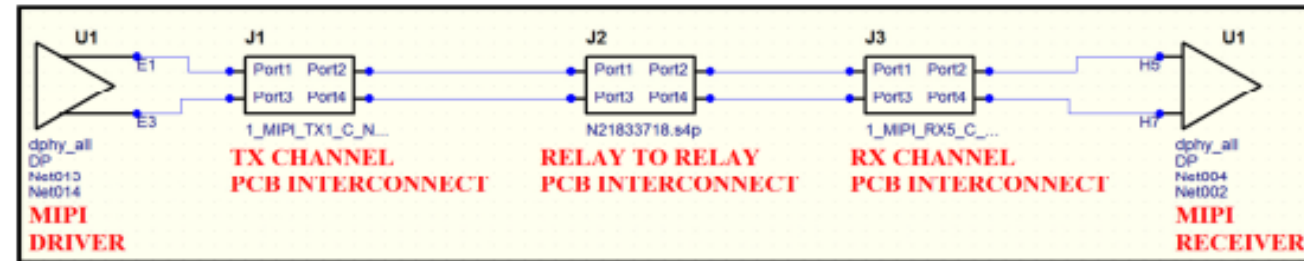 U1
J1
J2
J3
U1
E1
E3
Port1 Port2
Port3 Port4
Port1 Port2
Port3 Port4
Port1 Port2
Port3 Port4
H5
H7
1_MIPI_TX1_C_N...
N21833718.s4p
1_MIPI_RX5_C_...
dphy_all
DP
Net013
Net014
MIPI
DRIVER
TX CHANNEL
PCB INTERCONNECT
RELAY TO RELAY
PCB INTERCONNECT
RX CHANNEL
PCB INTERCONNECT
dphy_all
DP
Net004
Net002
MIPI
RECEIVER